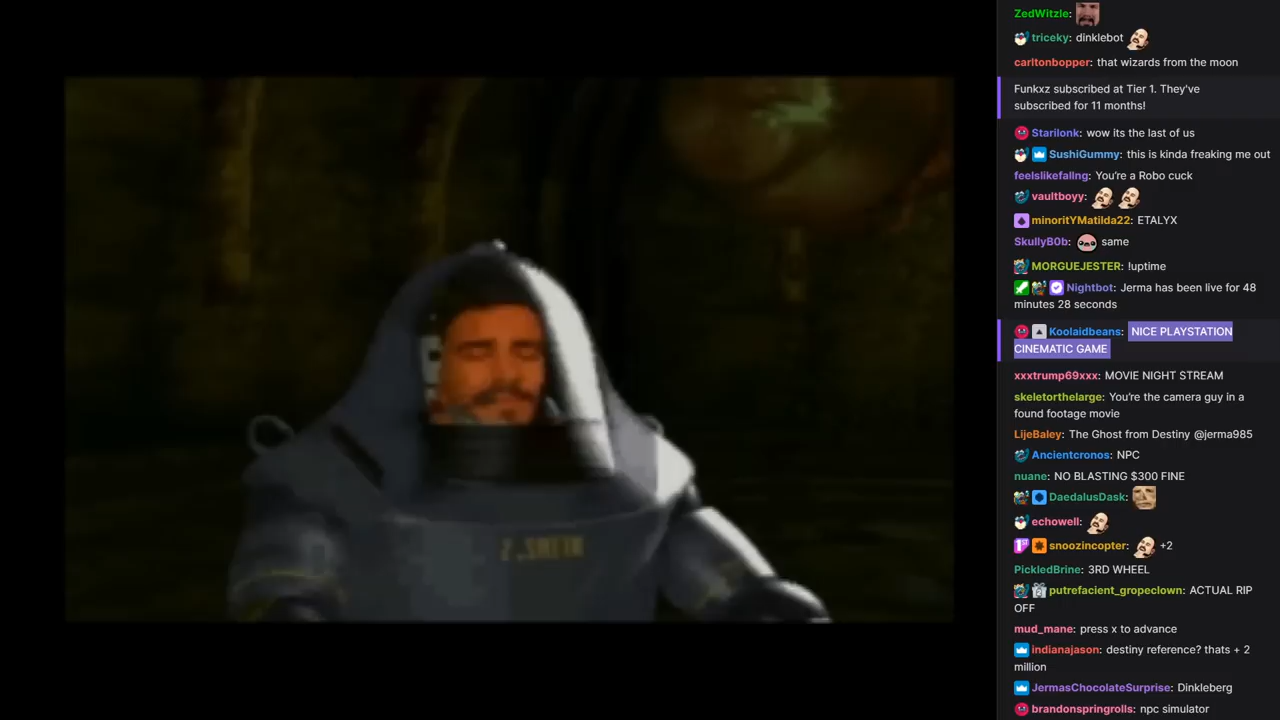 ZedWitzle:
triceky: dinklebot
carltonbopper: that wizards from the moon
Funkxz subscribed at Tier 1. They've
subscribed for 11 months!
Starilonk: wow its the last of us
SushiGummy: this is kinda freaking me out
feelslikefallng: You're a Robo cuck
vaultboyy:
minoritYMatilda22: ETALYX
SkullyB0b: same
MORGUEJESTER: !uptime
Nightbot: Jerma has been live for 48
minutes 28 seconds
Koolaidbeans: NICE PLAYSTATION
CINEMATIC GAME
xxxtrump69xxx: MOVIE NIGHT STREAM
skeletorthelarge: You're the camera guy in a
found footage movie
LijeBaley: The Ghost from Destiny @jerma985
Ancientcronos: NPC
nuane: NO BLASTING $300 FINE
DaedalusDask:
echowell:
snoozincopter: +2
PickledBrine: 3RD WHEEL
putrefacient_gropeclown: ACTUAL RIP
OFF
mud_mane: press x to advance
indianajason: destiny reference? thats + 2
million
JermasChocolateSurprise: Dinkleberg
brandonspringrolls: npc simulator